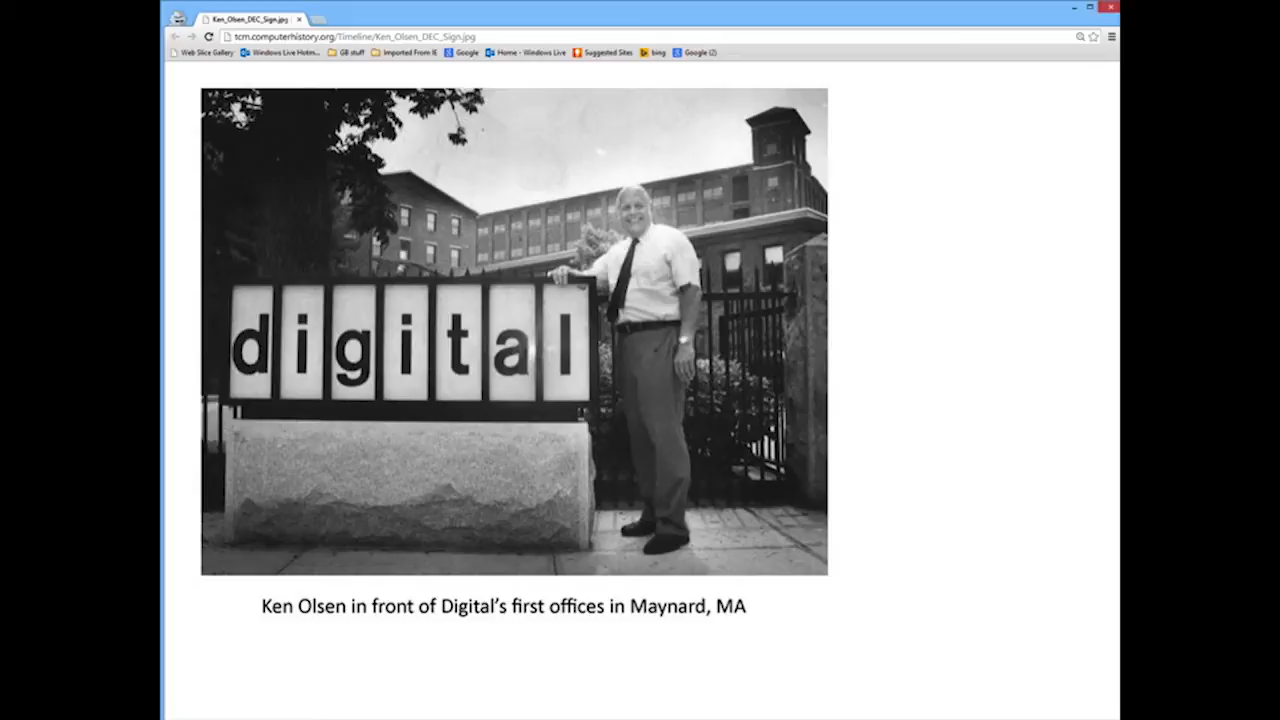 Ken_Olsen_DEC_Sign.jpg
tcm.computerhistory.org/Timeline/Ken_Olsen_DEC_Sign.jpg
Web Slice Gallery Windows Live Hotm... GB stuff Imported From IE Google Home - Windows Live Suggested Sites bing Google (2)
digital
Ken Olsen in front of Digital's first offices in Maynard, MA